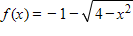 f(x) = −1−√4−x²